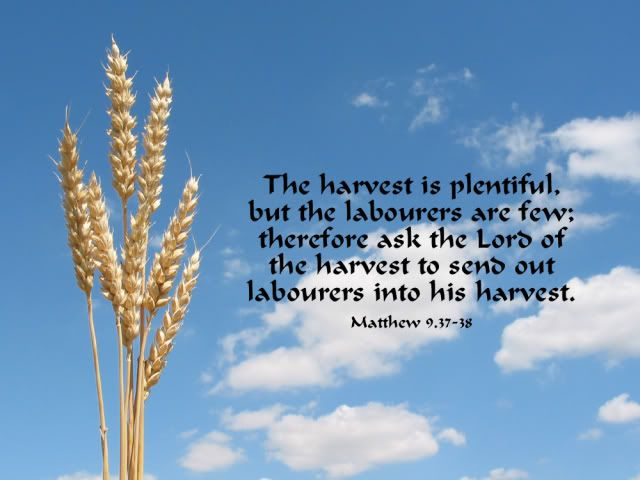 The harvest is plentiful,
but the labourers are few;
therefore ask the Lord of
the harvest to send out
labourers into his harvest.
Matthew 9.37-38